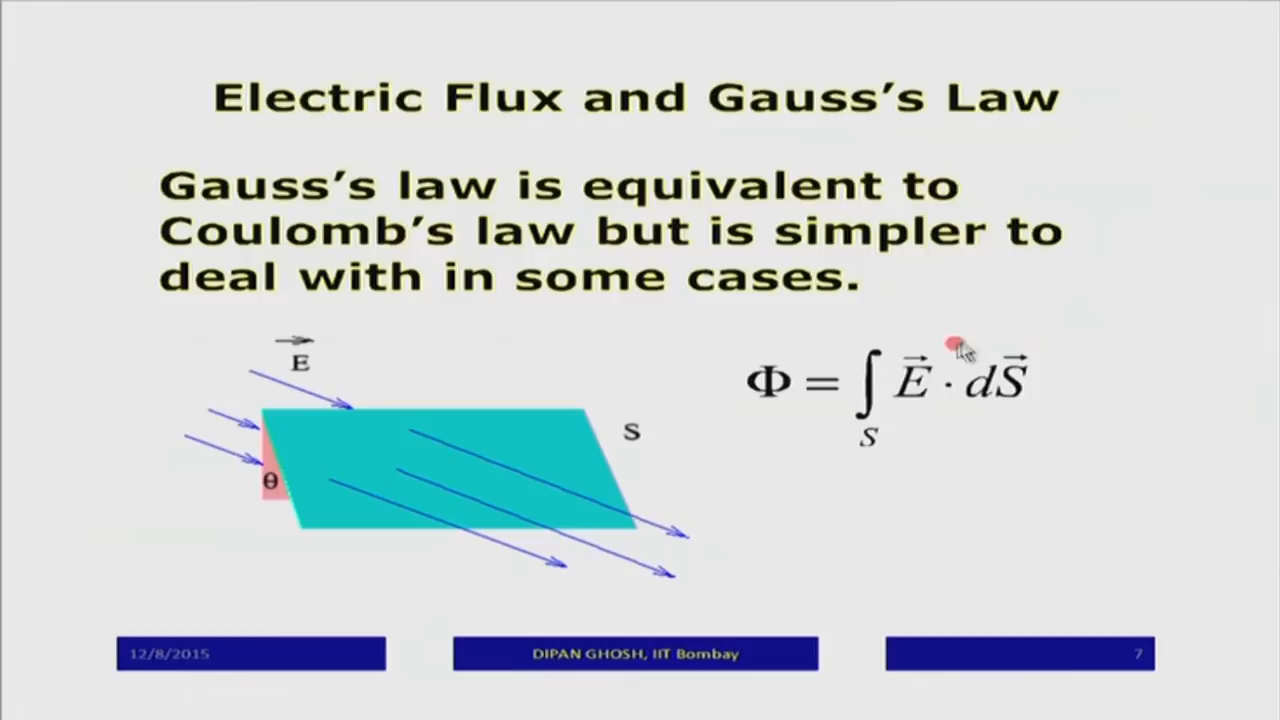 Electric Flux and Gauss's Law
Gauss's law is equivalent to
Coulomb's law but is simpler to
deal with in some cases.
E
S
θ
Φ = ∫ E⃗ · dS⃗
S
12/8/2015
DIPAN GHOSH, IIT Bombay
7